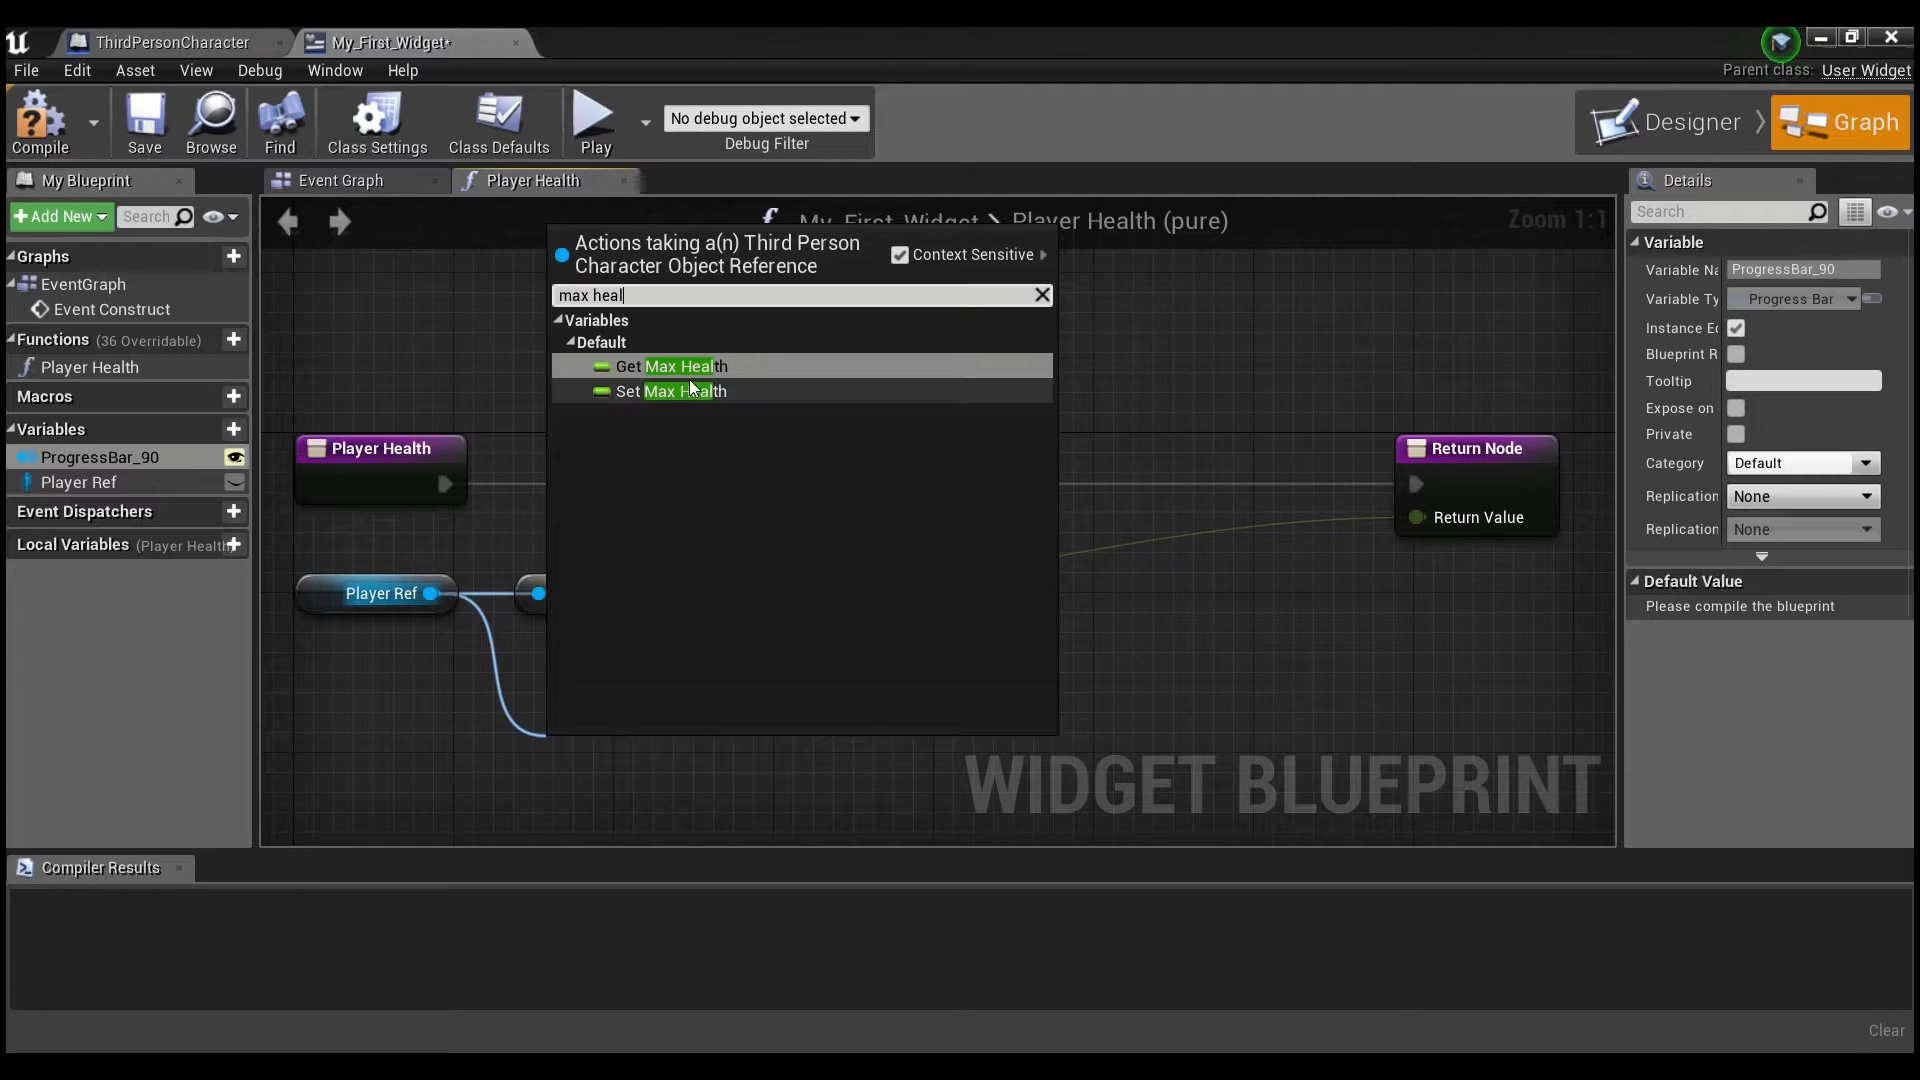 ThirdPersonCharacter
My_First_Widget*
File Edit Asset View Debug Window Help
Parent class: User Widget
Compile
Save
Browse
Find
Class Settings
Class Defaults
Play
No debug object selected
Debug Filter
Designer
Graph
My Blueprint
Event Graph
Player Health
Details
Add New
Search
My_First_Widget > Player Health (pure)
Zoom 1:1
Search
Graphs
EventGraph
Event Construct
Functions (36 Overridable)
Player Health
Macros
Variables
ProgressBar_90
Player Ref
Event Dispatchers
Local Variables (Player Health
Actions taking a(n) Third Person
Character Object Reference
Context Sensitive
max heal
Variables
Default
Get Max Health
Set Max Health
Player Health
Return Node
Return Value
Player Ref
WIDGET BLUEPRINT
Variable
Variable Na
ProgressBar_90
Variable Ty
Progress Bar
Instance Ec
Blueprint R
Tooltip
Expose on
Private
Category
Default
Replication
None
Replication
None
Default Value
Please compile the blueprint
Compiler Results
Clear